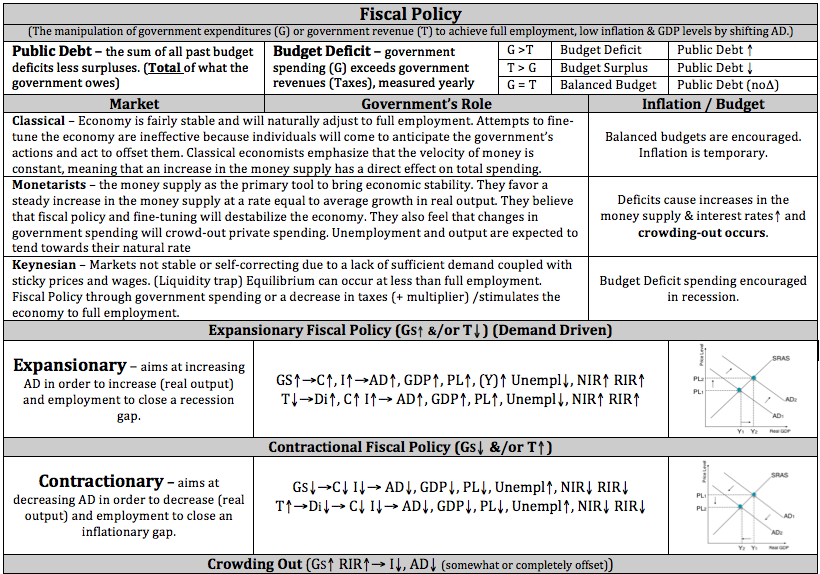 Fiscal Policy
(The manipulation of government expenditures (G) or government revenue (T) to achieve full employment, low inflation & GDP levels by shifting AD.)
Public Debt – the sum of all past budget
deficits less surpluses. (Total of what the
government owes)
Budget Deficit – government
spending (G) exceeds government
revenues (Taxes), measured yearly
G >T Budget Deficit Public Debt ↑
T > G Budget Surplus Public Debt ↓
G = T Balanced Budget Public Debt (noΔ)
Market Government's Role Inflation / Budget
Classical – Economy is fairly stable and will naturally adjust to full employment. Attempts to fine-
tune the economy are ineffective because individuals will come to anticipate the government's
actions and act to offset them. Classical economists emphasize that the velocity of money is
constant, meaning that an increase in the money supply has a direct effect on total spending.
Balanced budgets are encouraged.
Inflation is temporary.
Monetarists – the money supply as the primary tool to bring economic stability. They favor a
steady increase in the money supply at a rate equal to average growth in real output. They believe
that fiscal policy and fine-tuning will destabilize the economy. They also feel that changes in
government spending will crowd-out private spending. Unemployment and output are expected to
tend towards their natural rate
Deficits cause increases in the
money supply & interest rates↑ and
crowding-out occurs.
Keynesian – Markets not stable or self-correcting due to a lack of sufficient demand coupled with
sticky prices and wages. (Liquidity trap) Equilibrium can occur at less than full employment.
Fiscal Policy through government spending or a decrease in taxes (+ multiplier) /stimulates the
economy to full employment.
Budget Deficit spending encouraged
in recession.
Expansionary Fiscal Policy (Gs↑ &/or T↓) (Demand Driven)
Expansionary – aims at increasing
AD in order to increase (real output)
and employment to close a recession
gap.
GS↑→C↑, I↑→AD↑, GDP↑, PL↑, (Y)↑ Unempl↓, NIR↑ RIR↑
T↓→Di↑, C↑ I↑→ AD↑, GDP↑, PL↑, Unempl↓, NIR↑ RIR↑
Price Level
SRAS
PL₂
PL₁
AD₂
AD₁
Y₁ Y₂ Real GDP
Contractional Fiscal Policy (Gs↓ &/or T↑)
Contractionary – aims at
decreasing AD in order to decrease (real
output) and employment to close an
inflationary gap.
Gs↓→C↓ I↓→ AD↓, GDP↓, PL↓, Unempl↑, NIR↓ RIR↓
T↑→Di↓→ C↓ I↓→ AD↓, GDP↓, PL↓, Unempl↑, NIR↓ RIR↓
Price Level
SRAS
PL₁
PL₂
AD₁
AD₂
Y₂ Y₁ Real GDP
Crowding Out (Gs↑ RIR↑→ I↓, AD↓ (somewhat or completely offset))